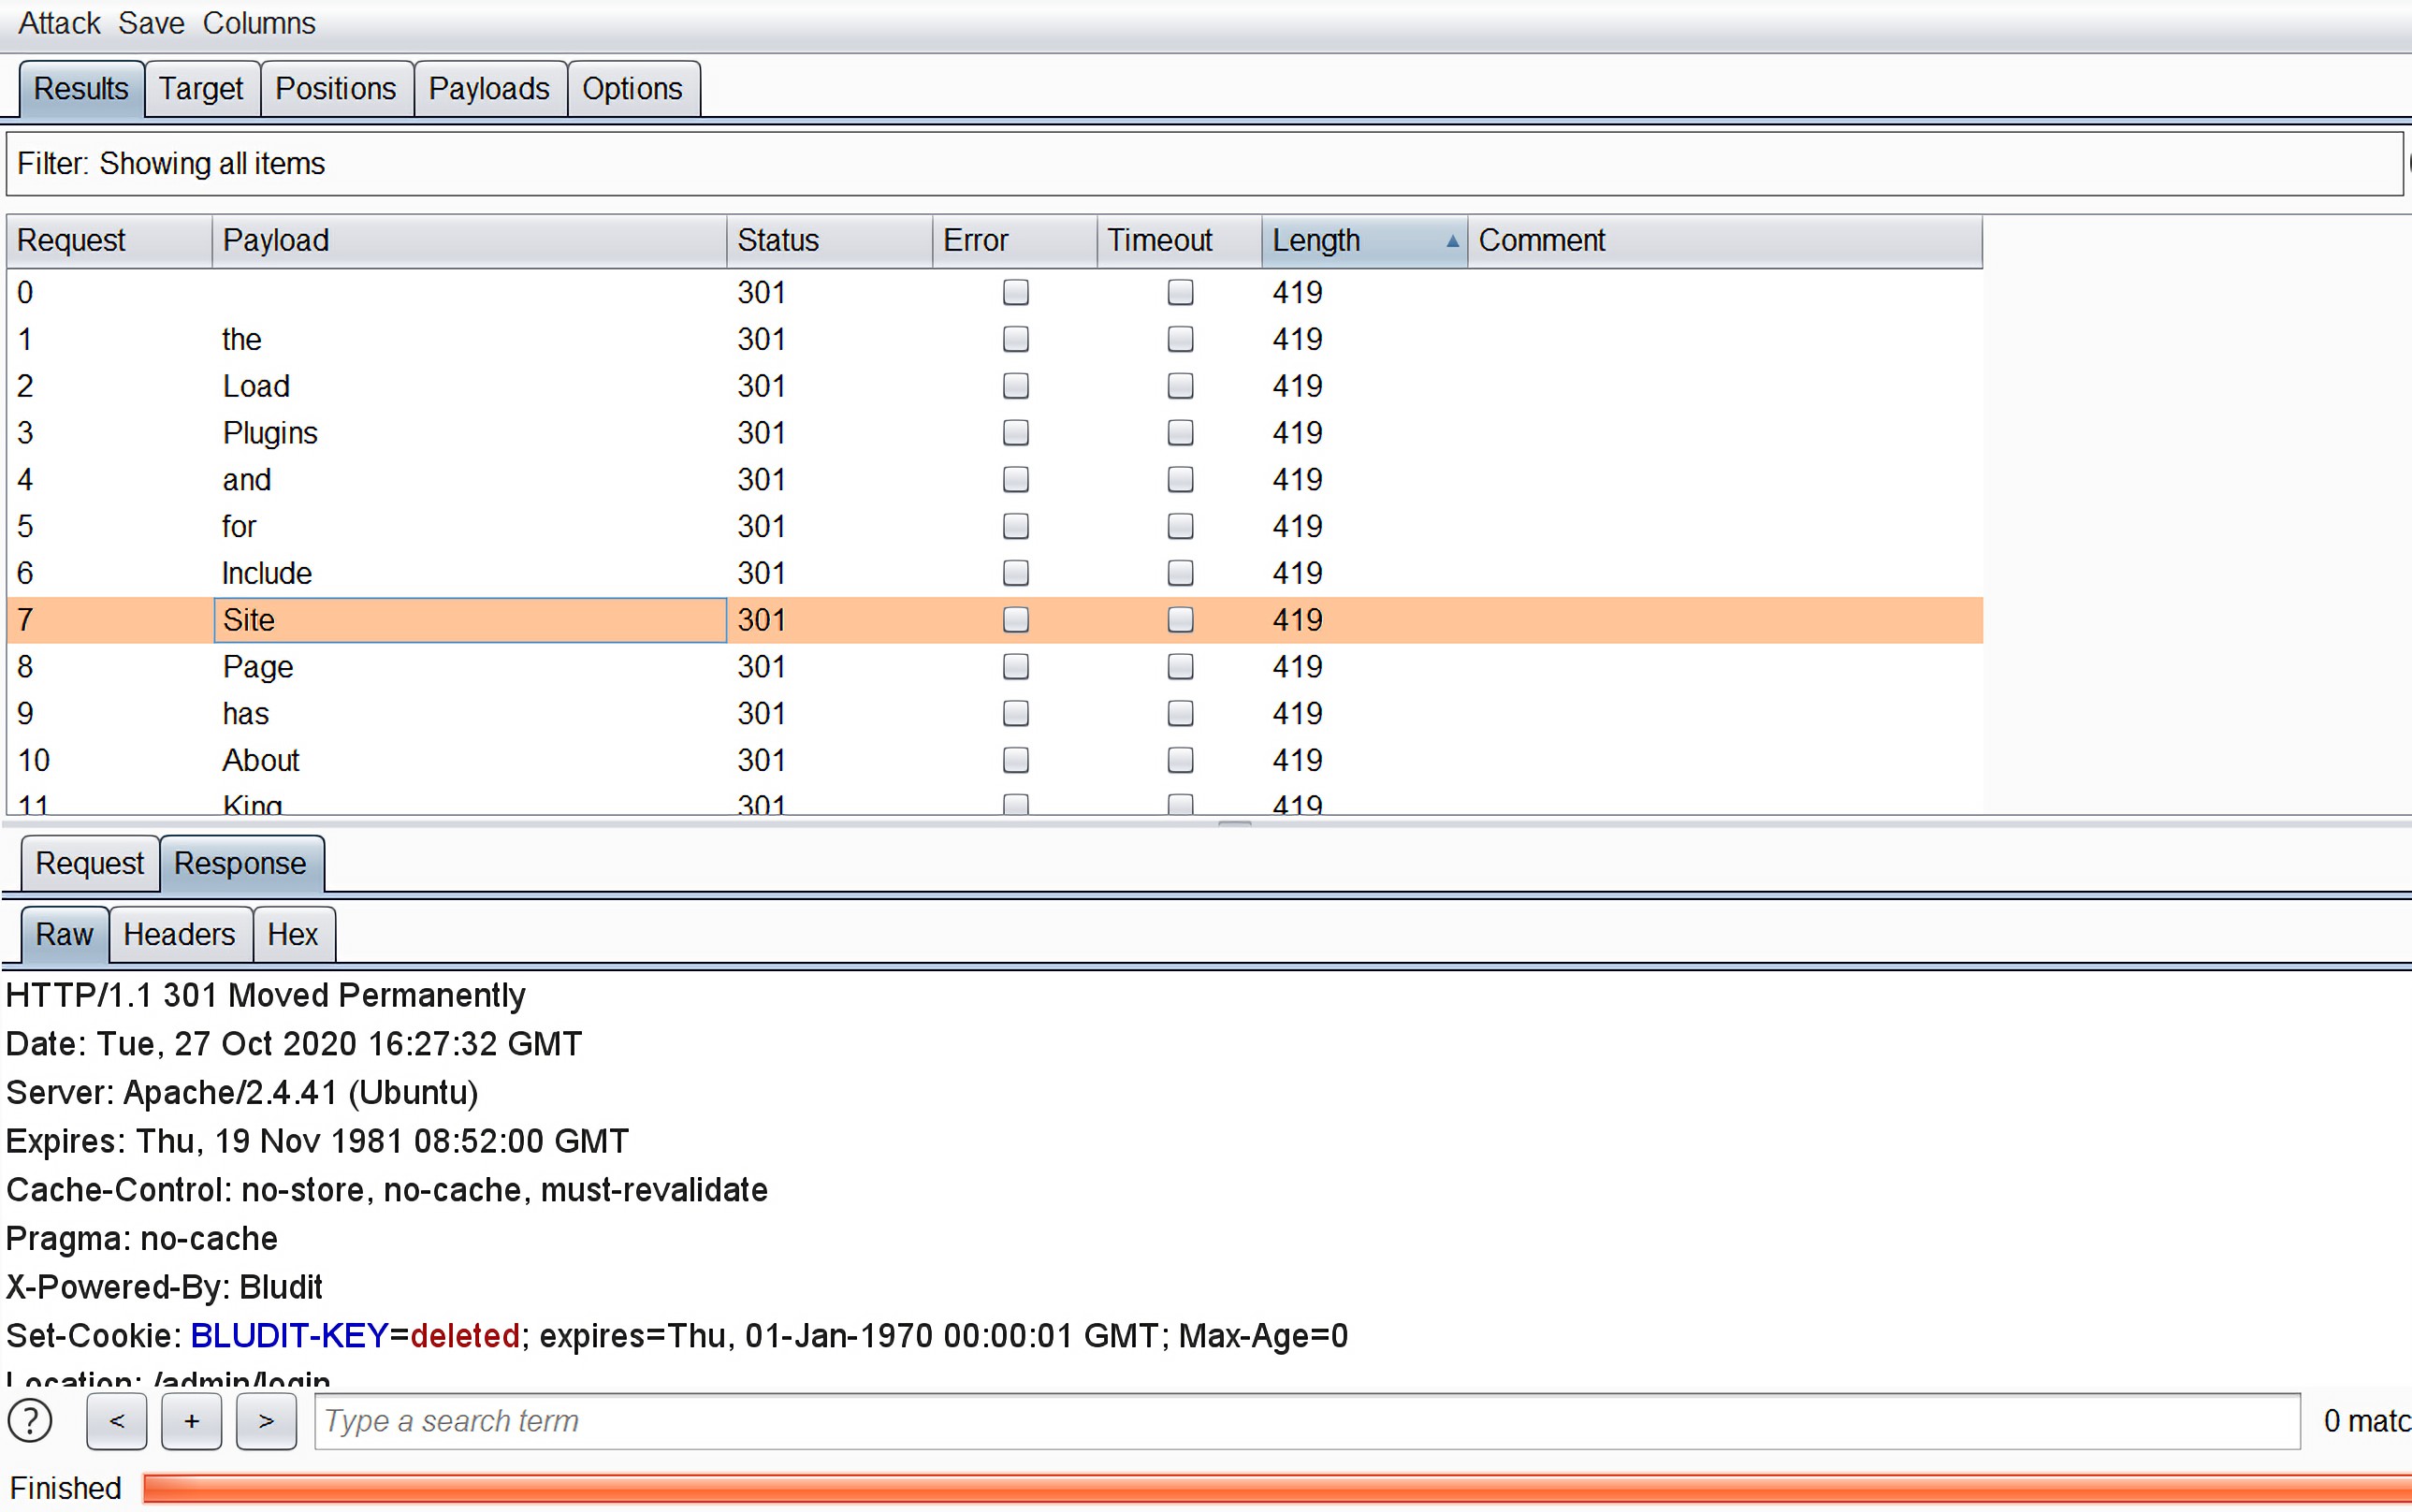 Attack Save Columns
Results Target Positions Payloads Options
Filter: Showing all items
Request Payload Status Error Timeout Length Comment
0 301 419
1 the 301 419
2 Load 301 419
3 Plugins 301 419
4 and 301 419
5 for 301 419
6 Include 301 419
7 Site 301 419
8 Page 301 419
9 has 301 419
10 About 301 419
11 King 301 419
Request Response
Raw Headers Hex
HTTP/1.1 301 Moved Permanently
Date: Tue, 27 Oct 2020 16:27:32 GMT
Server: Apache/2.4.41 (Ubuntu)
Expires: Thu, 19 Nov 1981 08:52:00 GMT
Cache-Control: no-store, no-cache, must-revalidate
Pragma: no-cache
X-Powered-By: Bludit
Set-Cookie: BLUDIT-KEY=deleted; expires=Thu, 01-Jan-1970 00:00:01 GMT; Max-Age=0
Location: /admin/login
? < + > Type a search term 0 matc
Finished